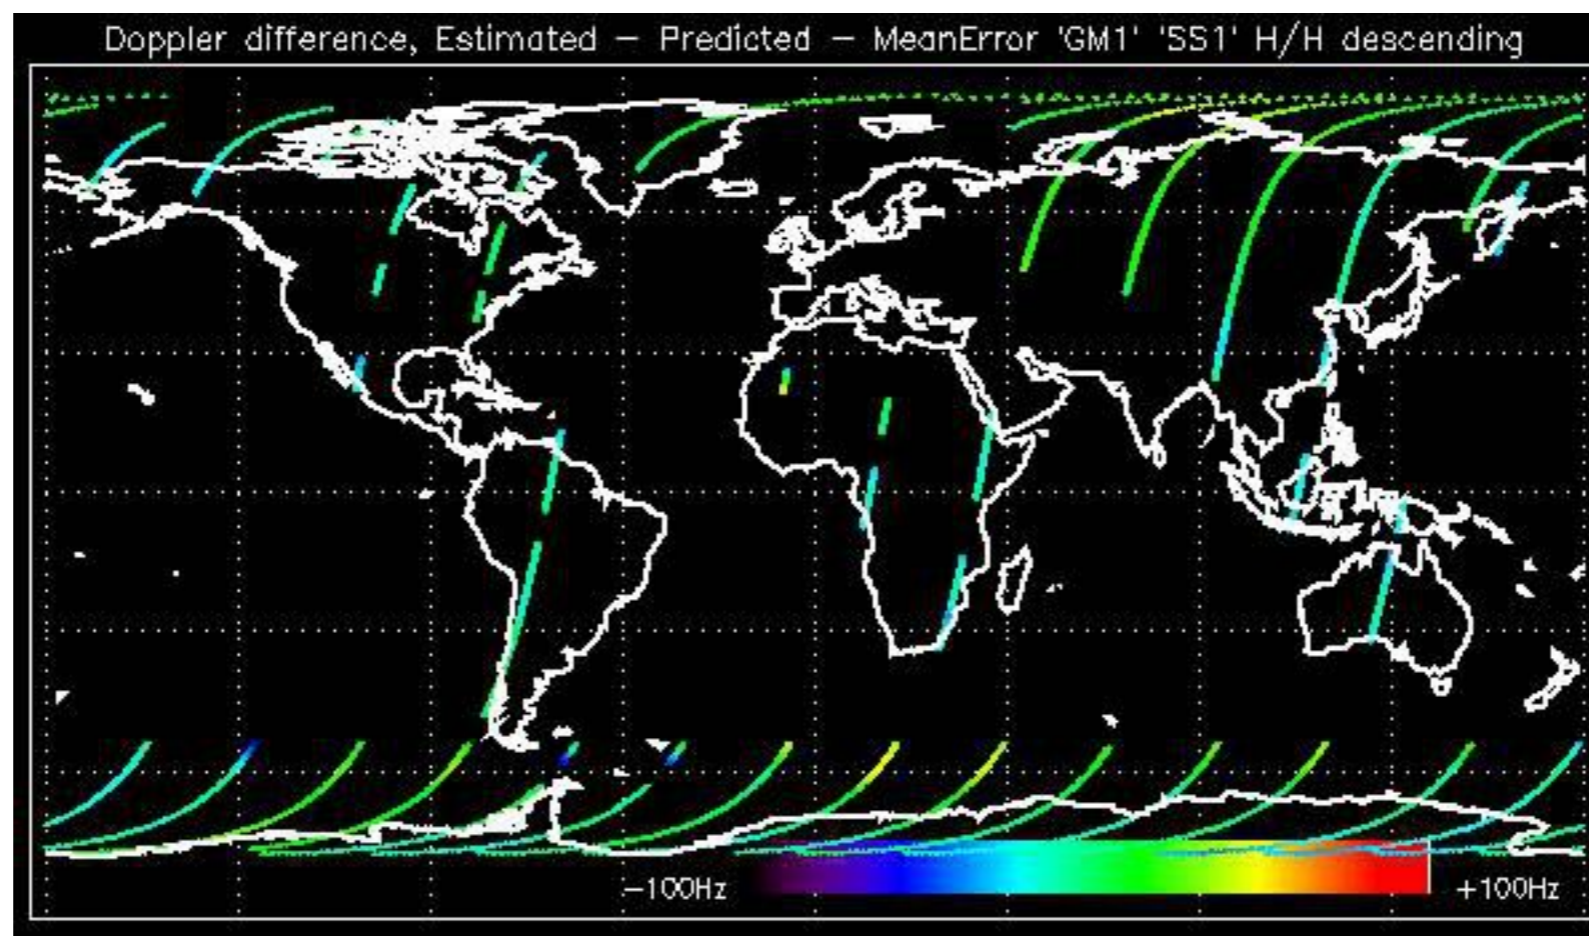 Doppler difference, Estimated – Predicted – MeanError 'GM1' 'SS1' H/H descending
–100Hz
+100Hz